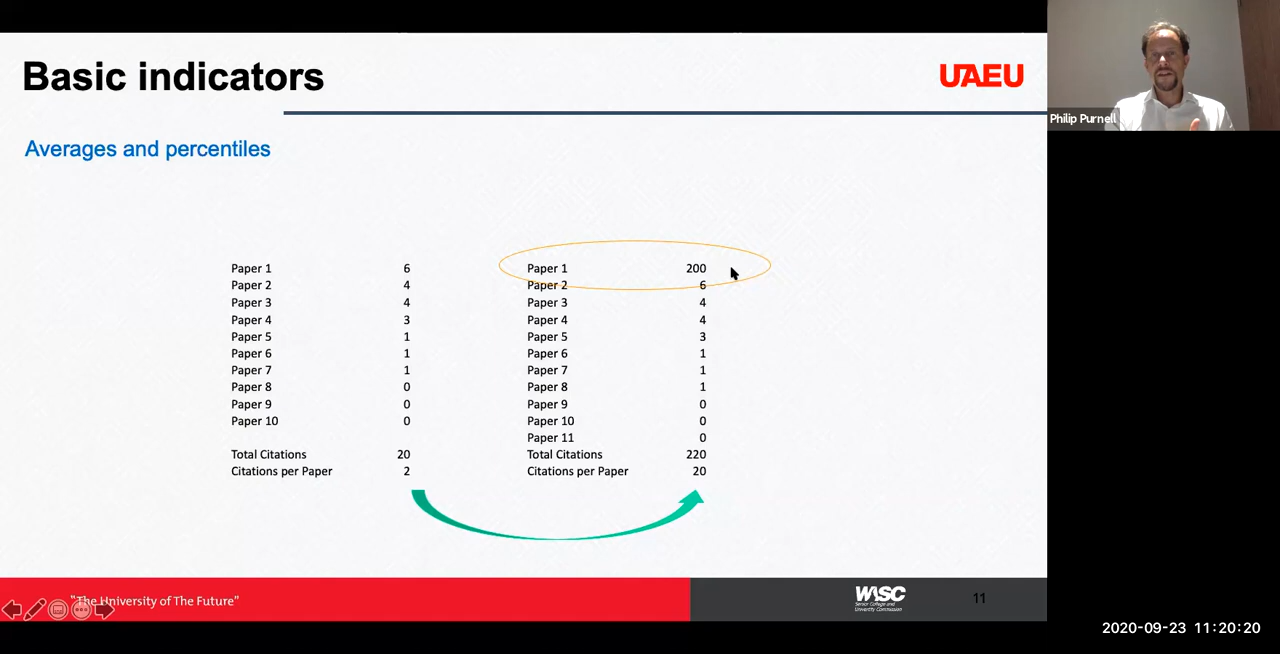 Basic indicators
UAEU
Philip Purnell
Averages and percentiles
Paper 1 6
Paper 2 4
Paper 3 4
Paper 4 3
Paper 5 1
Paper 6 1
Paper 7 1
Paper 8 0
Paper 9 0
Paper 10 0
Total Citations 20
Citations per Paper 2
Paper 1 200
Paper 2 6
Paper 3 4
Paper 4 4
Paper 5 3
Paper 6 1
Paper 7 1
Paper 8 1
Paper 9 0
Paper 10 0
Paper 11 0
Total Citations 220
Citations per Paper 20
"The University of The Future"
WASC
Senior College and
University Commission
11
2020-09-23 11:20:20